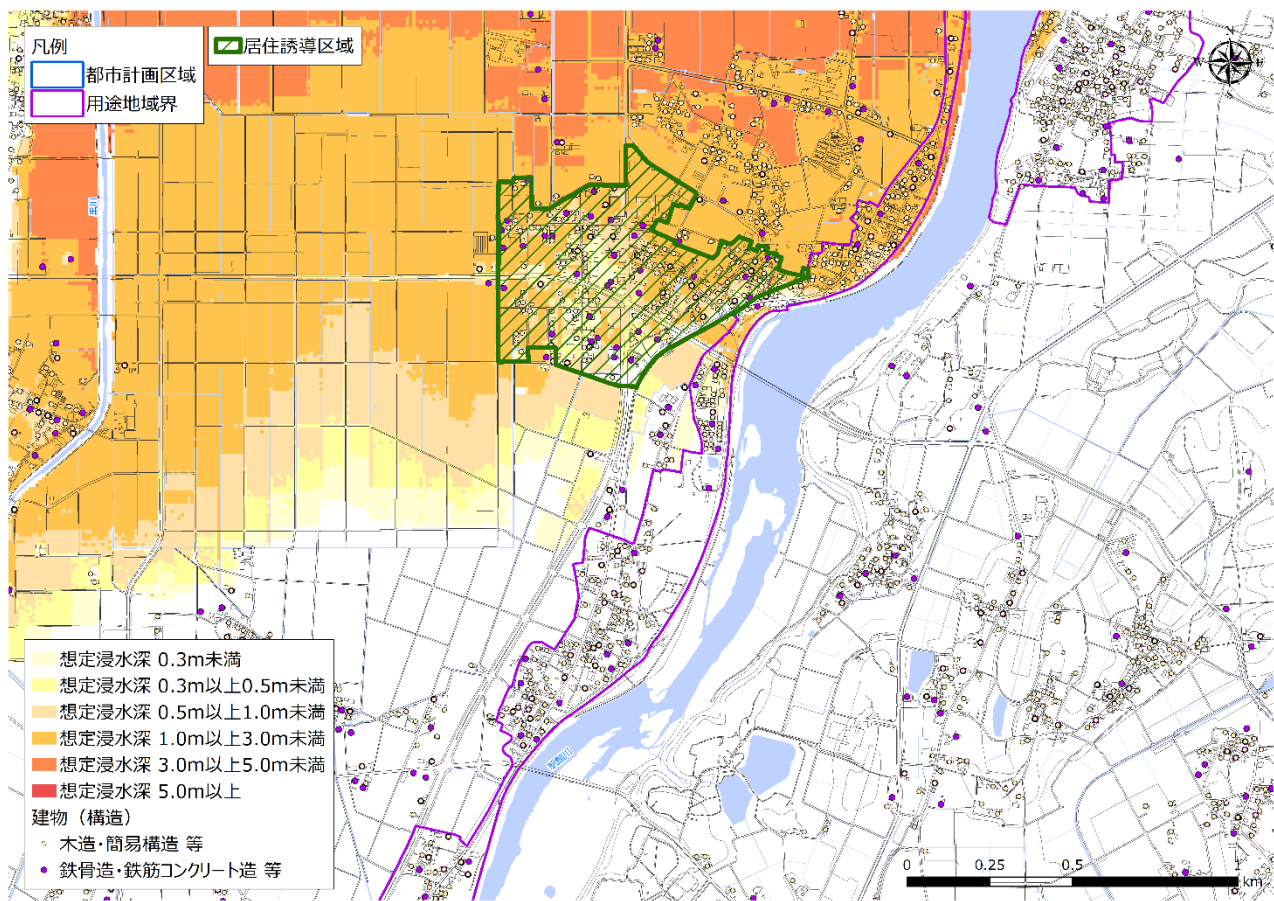 凡例
都市計画区域
用途地域界
居住誘導区域
N
W
E
想定浸水深 0.3m未満
想定浸水深 0.3m以上0.5m未満
想定浸水深 0.5m以上1.0m未満
想定浸水深 1.0m以上3.0m未満
想定浸水深 3.0m以上5.0m未満
想定浸水深 5.0m以上
建物（構造）
木造・簡易構造 等
鉄骨造・鉄筋コンクリート造 等
0
0.25
0.5
1
km